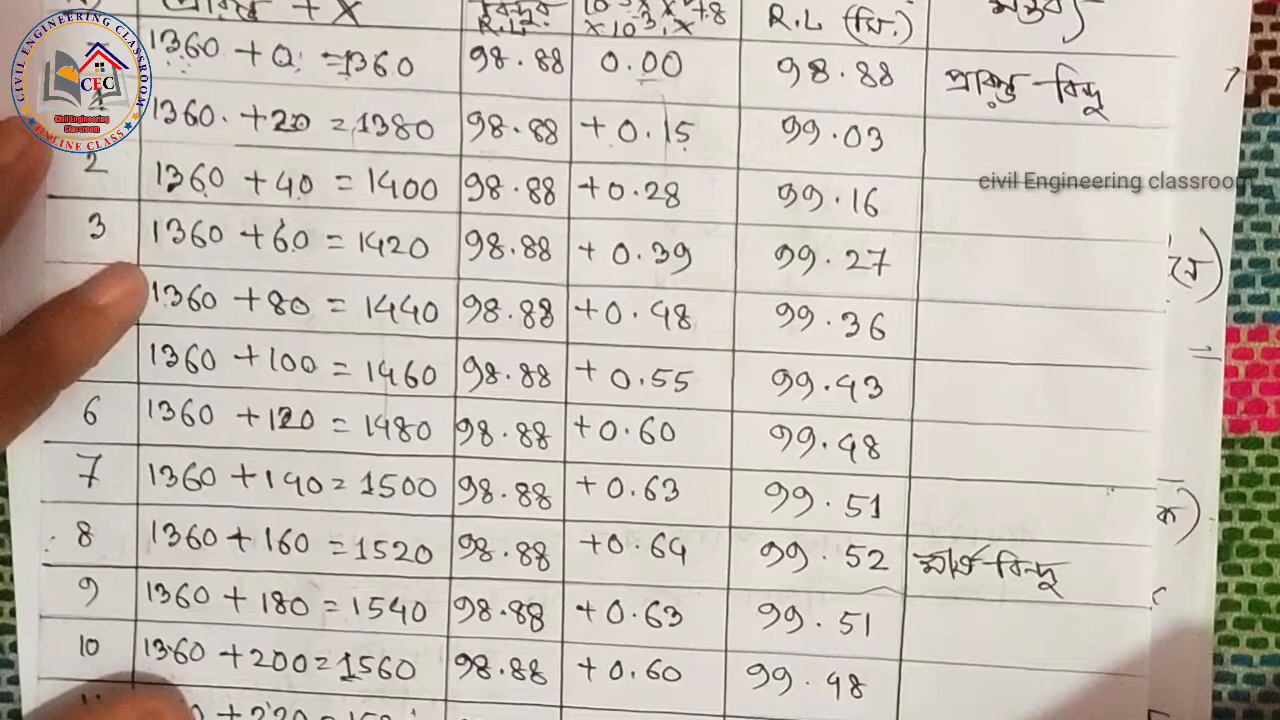 + x R.L R.L (মি.) মন্তব্য
1360 + 0 = 1360 98.88 0.00 98.88 প্রারম্ভ-বিন্দু
1360 + 20 = 1380 98.88 + 0.15 99.03
2 1360 + 40 = 1400 98.88 + 0.28 99.16
3 1360 + 60 = 1420 98.88 + 0.39 99.27
1360 + 80 = 1440 98.88 + 0.48 99.36
1360 + 100 = 1460 98.88 + 0.55 99.43
6 1360 + 120 = 1480 98.88 + 0.60 99.48
7 1360 + 140 = 1500 98.88 + 0.63 99.51
8 1360 + 160 = 1520 98.88 + 0.64 99.52 শীর্ষ-বিন্দু
9 1360 + 180 = 1540 98.88 + 0.63 99.51
10 1360 + 200 = 1560 98.88 + 0.60 99.48
+ 220 =
civil Engineering classroom
CIVIL ENGINEERING CLASSROOM
CEC
Civil Engineering
Classroom
ONLINE CLASS